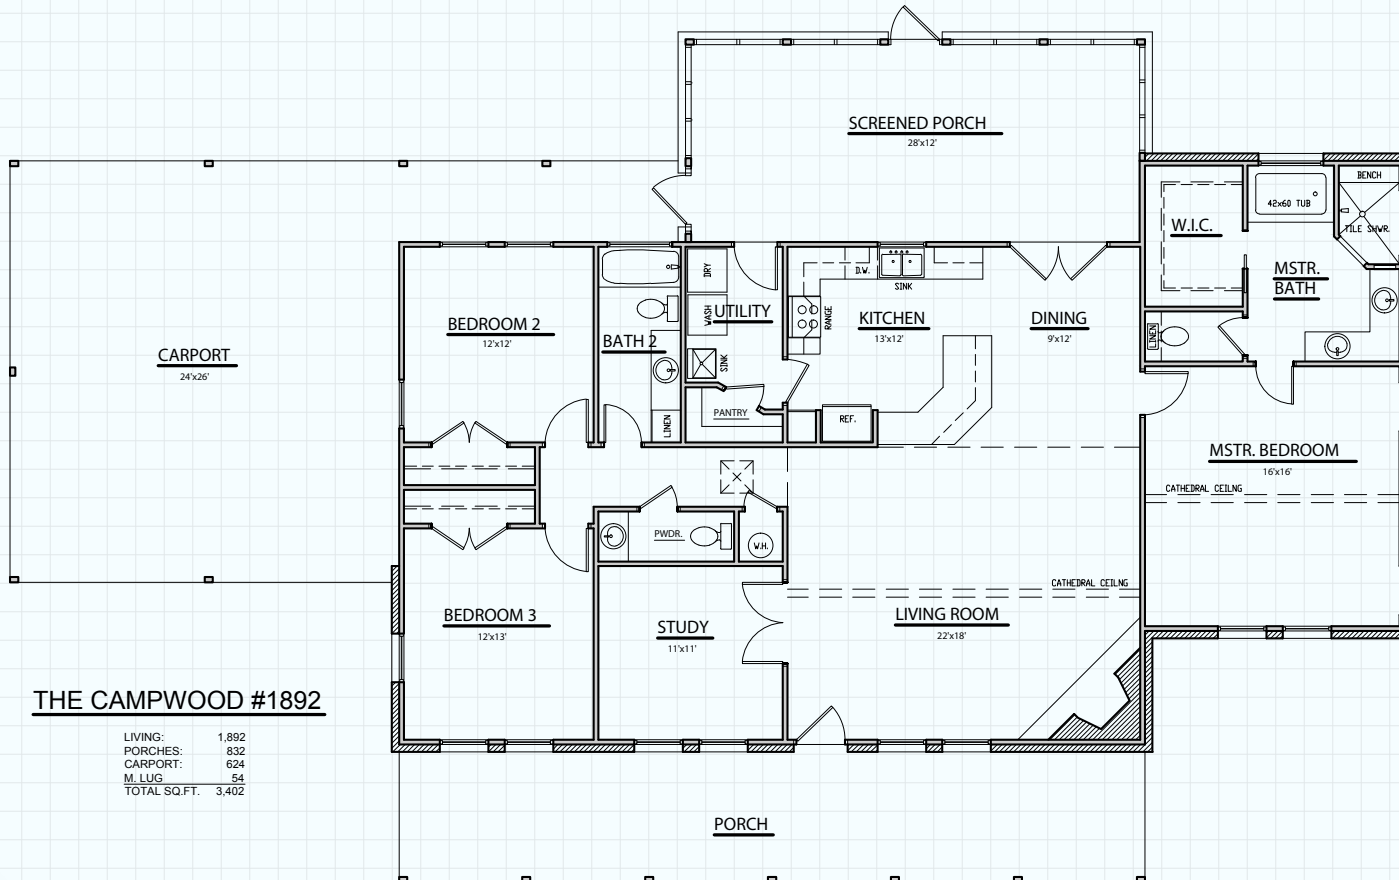 SCREENED PORCH
28'x12'
BENCH
42x60 TUB
TILE SHWR.
W.I.C.
MSTR.
BATH
LINEN
DRY
WASH
UTILITY
SINK
D.W.
SINK
RANGE
KITCHEN
13'x12'
DINING
9'x12'
BEDROOM 2
12'x12'
BATH 2
LINEN
CARPORT
24'x26'
PANTRY
REF.
MSTR. BEDROOM
16'x16'
CATHEDRAL CEILNG
PWDR.
W.H.
CATHEDRAL CEILNG
BEDROOM 3
12'x13'
STUDY
11'x11'
LIVING ROOM
22'x18'
THE CAMPWOOD #1892
LIVING: 1,892
PORCHES: 832
CARPORT: 624
M. LUG 54
TOTAL SQ.FT. 3,402
PORCH